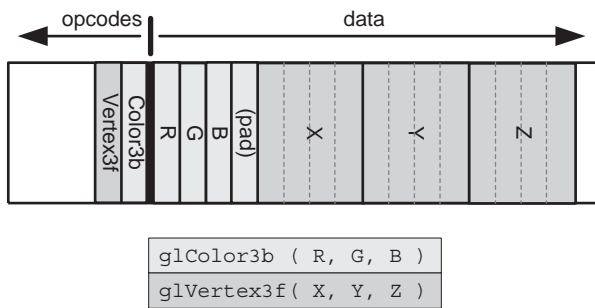 opcodes data
Vertex3f Color3b R G B (pad) X Y Z
glColor3b ( R, G, B )
glVertex3f( X, Y, Z )